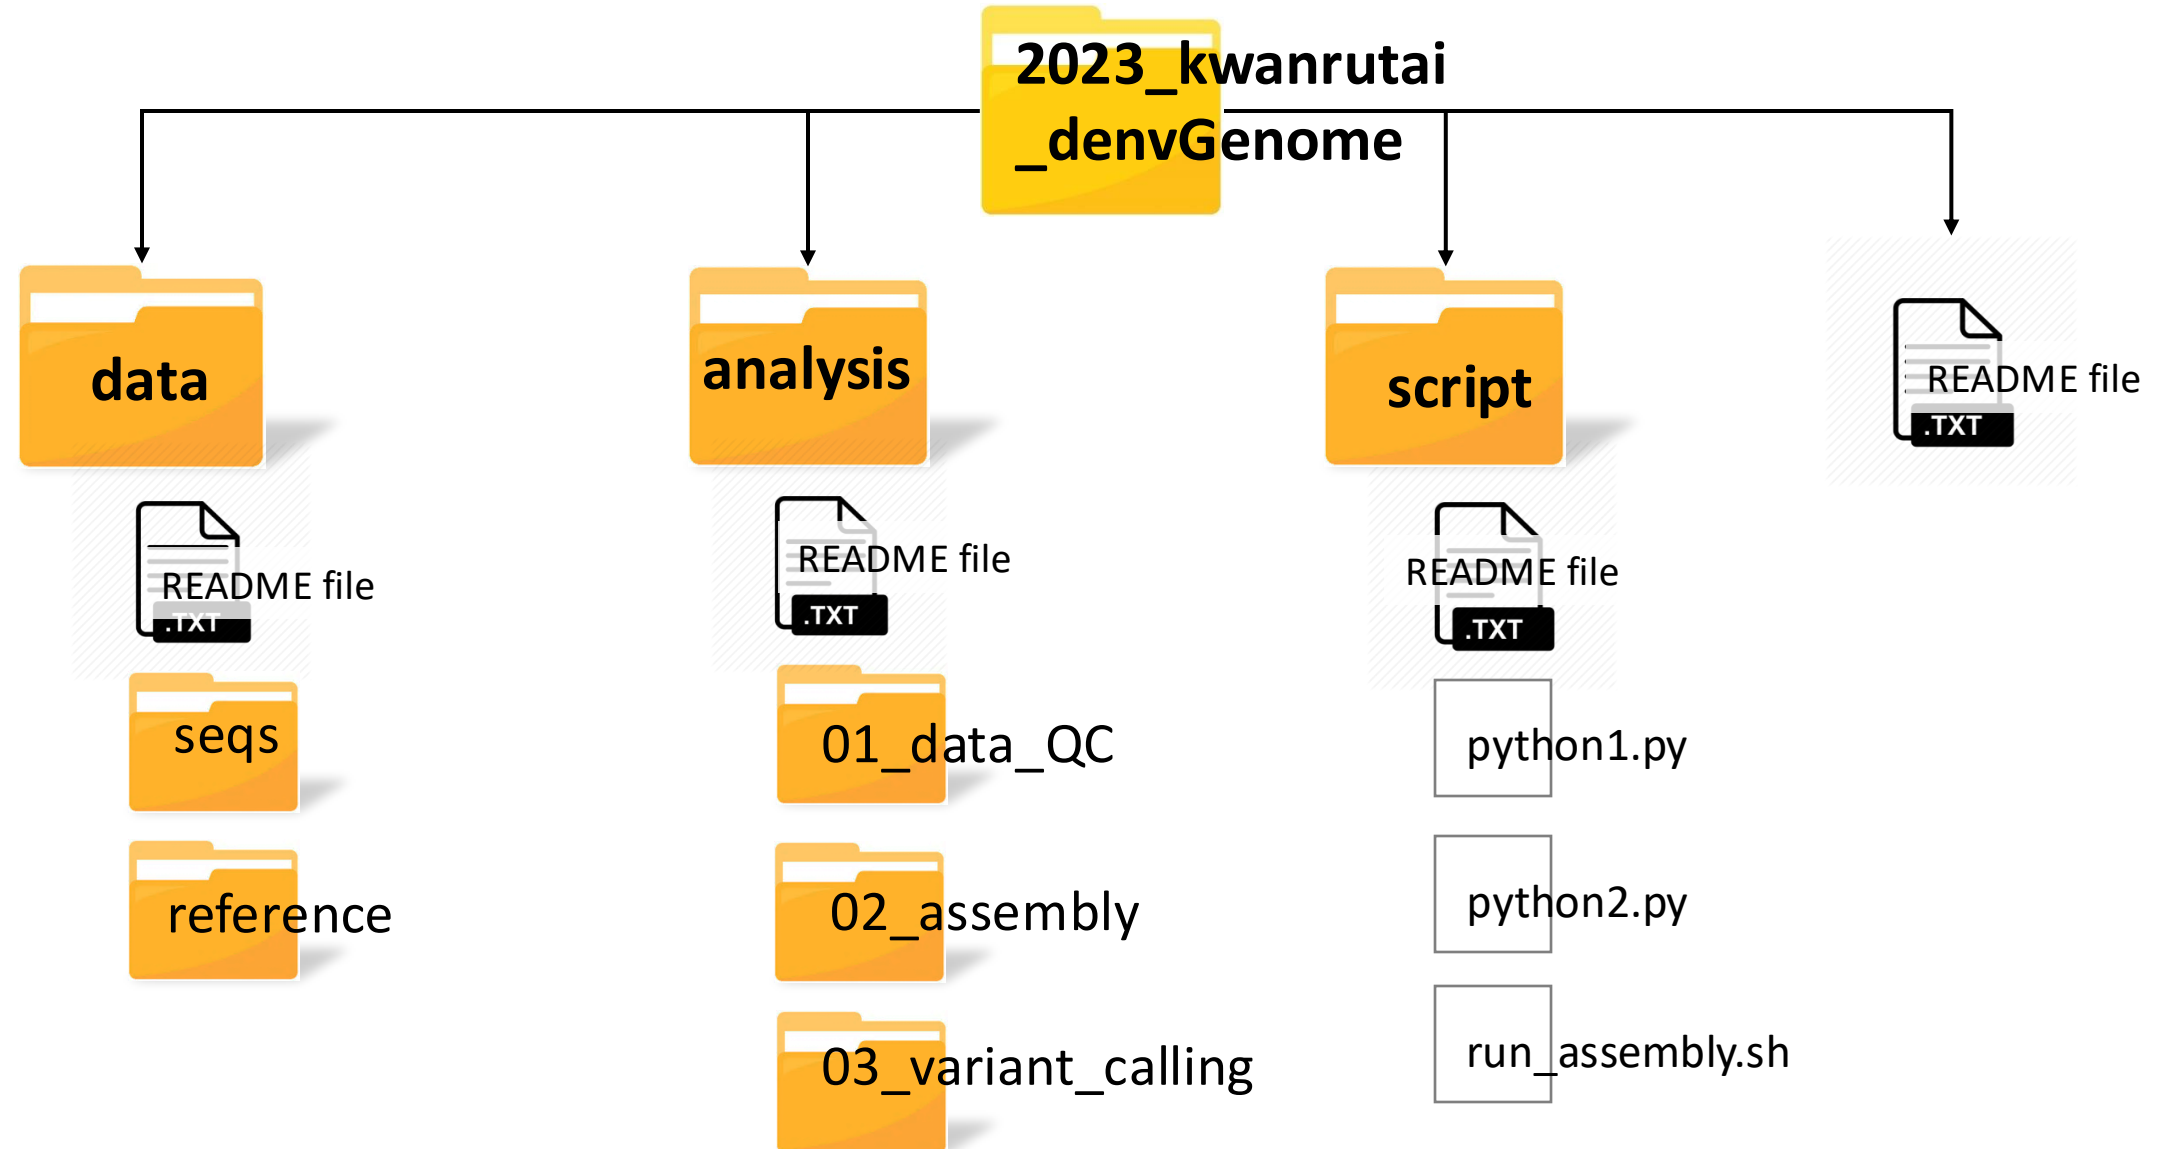 2023_kwanrutai
_denvGenome
data
README file
.TXT
seqs
reference
analysis
README file
.TXT
01_data_QC
02_assembly
03_variant_calling
script
README file
.TXT
python1.py
python2.py
run_assembly.sh
README file
.TXT